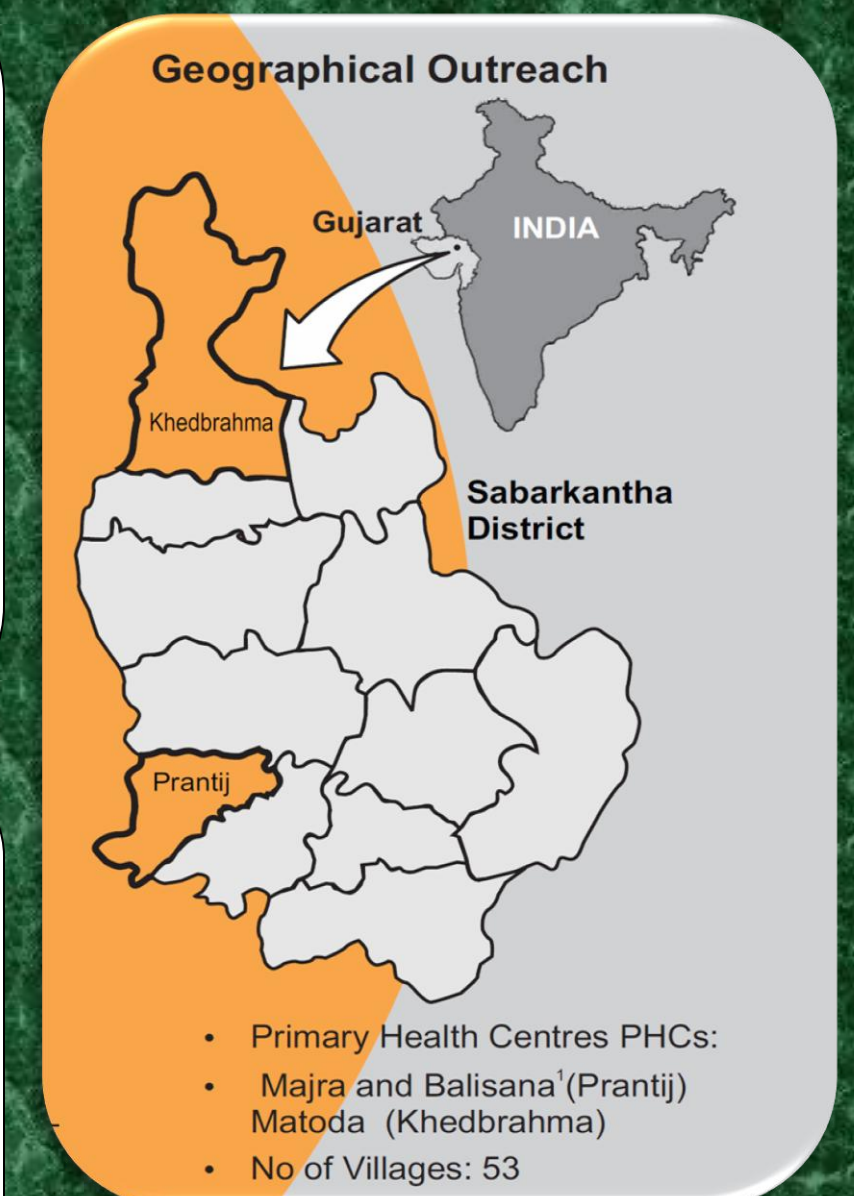 Geographical Outreach
Gujarat
INDIA
Khedbrahma
Sabarkantha
District
Prantij
• Primary Health Centres PHCs:
• Majra and Balisana¹(Prantij)
Matoda (Khedbrahma)
• No of Villages: 53